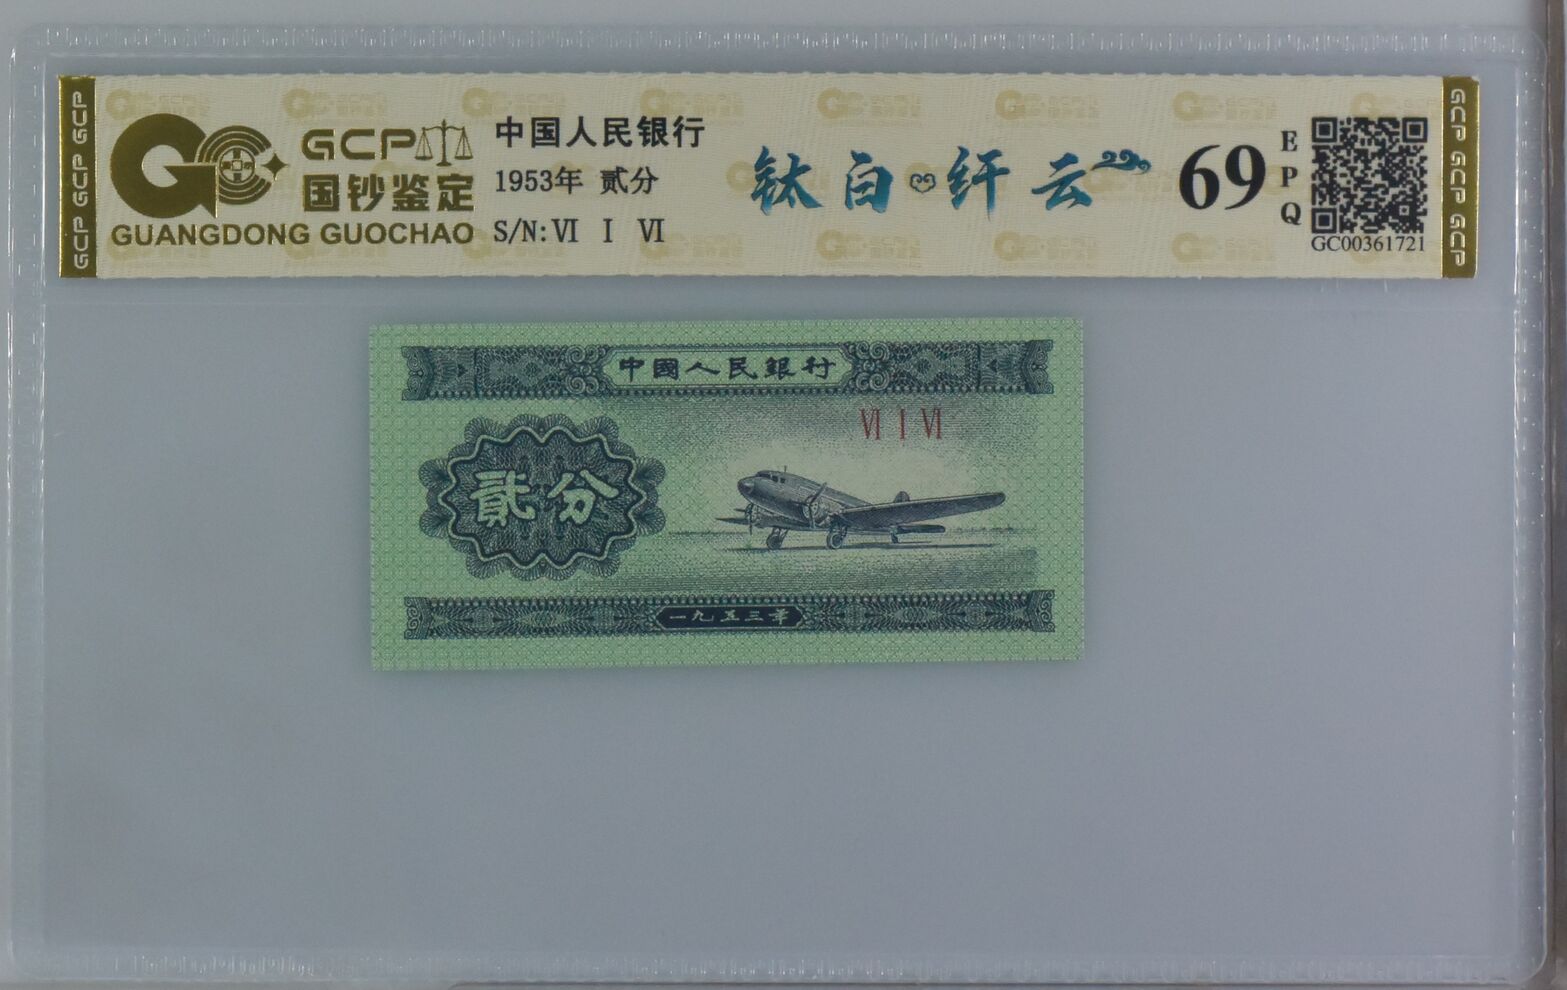 GCP GCP GCP
GCP
国钞鉴定
GUANGDONG GUOCHAO
中国人民银行
1953年 贰分
S/N:Ⅵ Ⅰ Ⅵ
钛白 纤云
69
EPQ
GC00361721
GCP GCP GCP
中國人民銀行
Ⅵ Ⅰ Ⅵ
貳分
一九五三年